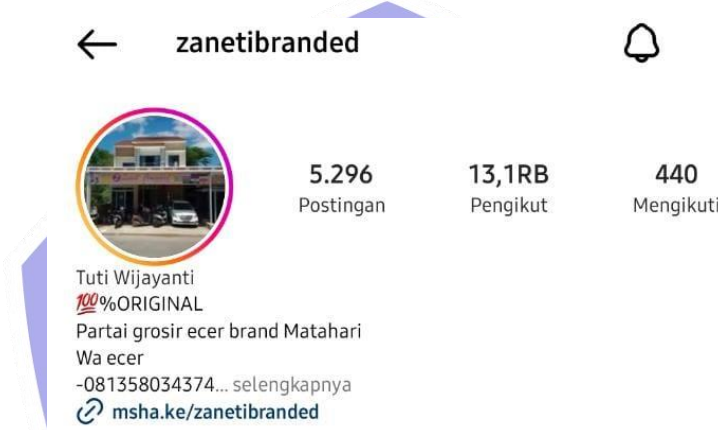 zanetibranded
5.296 13,1RB 440
Postingan Pengikut Mengikuti
Tuti Wijayanti
💯%ORIGINAL
Partai grosir ecer brand Matahari
Wa ecer
-081358034374... selengkapnya
msha.ke/zanetibranded